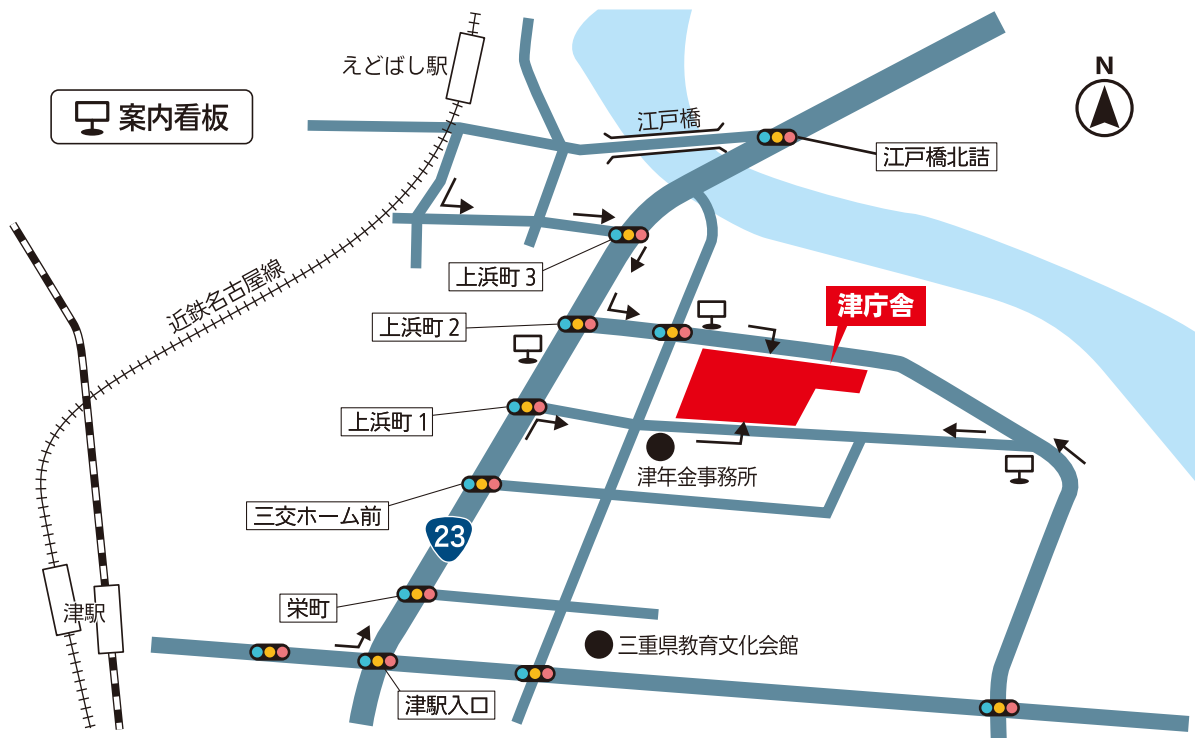 N
えどばし駅
案内看板
江戸橋
江戸橋北詰
上浜町 3
近鉄名古屋線
津庁舎
上浜町 2
上浜町 1
津年金事務所
三交ホーム前
23
栄町
津駅
三重県教育文化会館
津駅入口